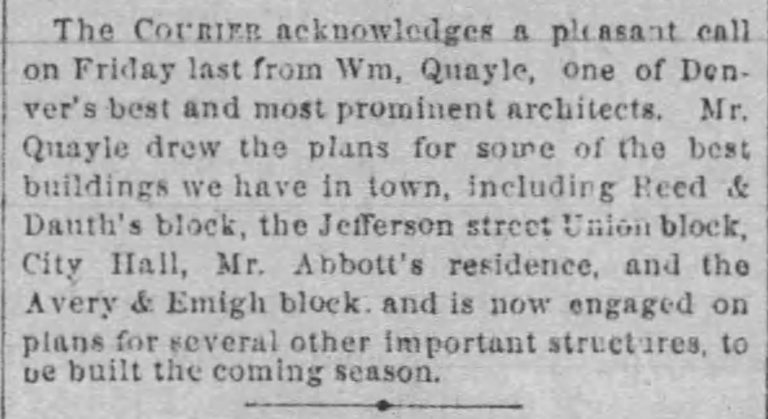 The COURIER acknowledges a pleasant call
on Friday last from Wm, Quayle, one of Den-
ver's best and most prominent architects. Mr.
Quayle drew the plans for some of the best
buildings we have in town, including Reed &
Dauth's block, the Jefferson street Union block,
City Hall, Mr. Abbott's residence, and the
Avery & Emigh block. and is now engaged on
plans for several other important structures, to
be built the coming season.